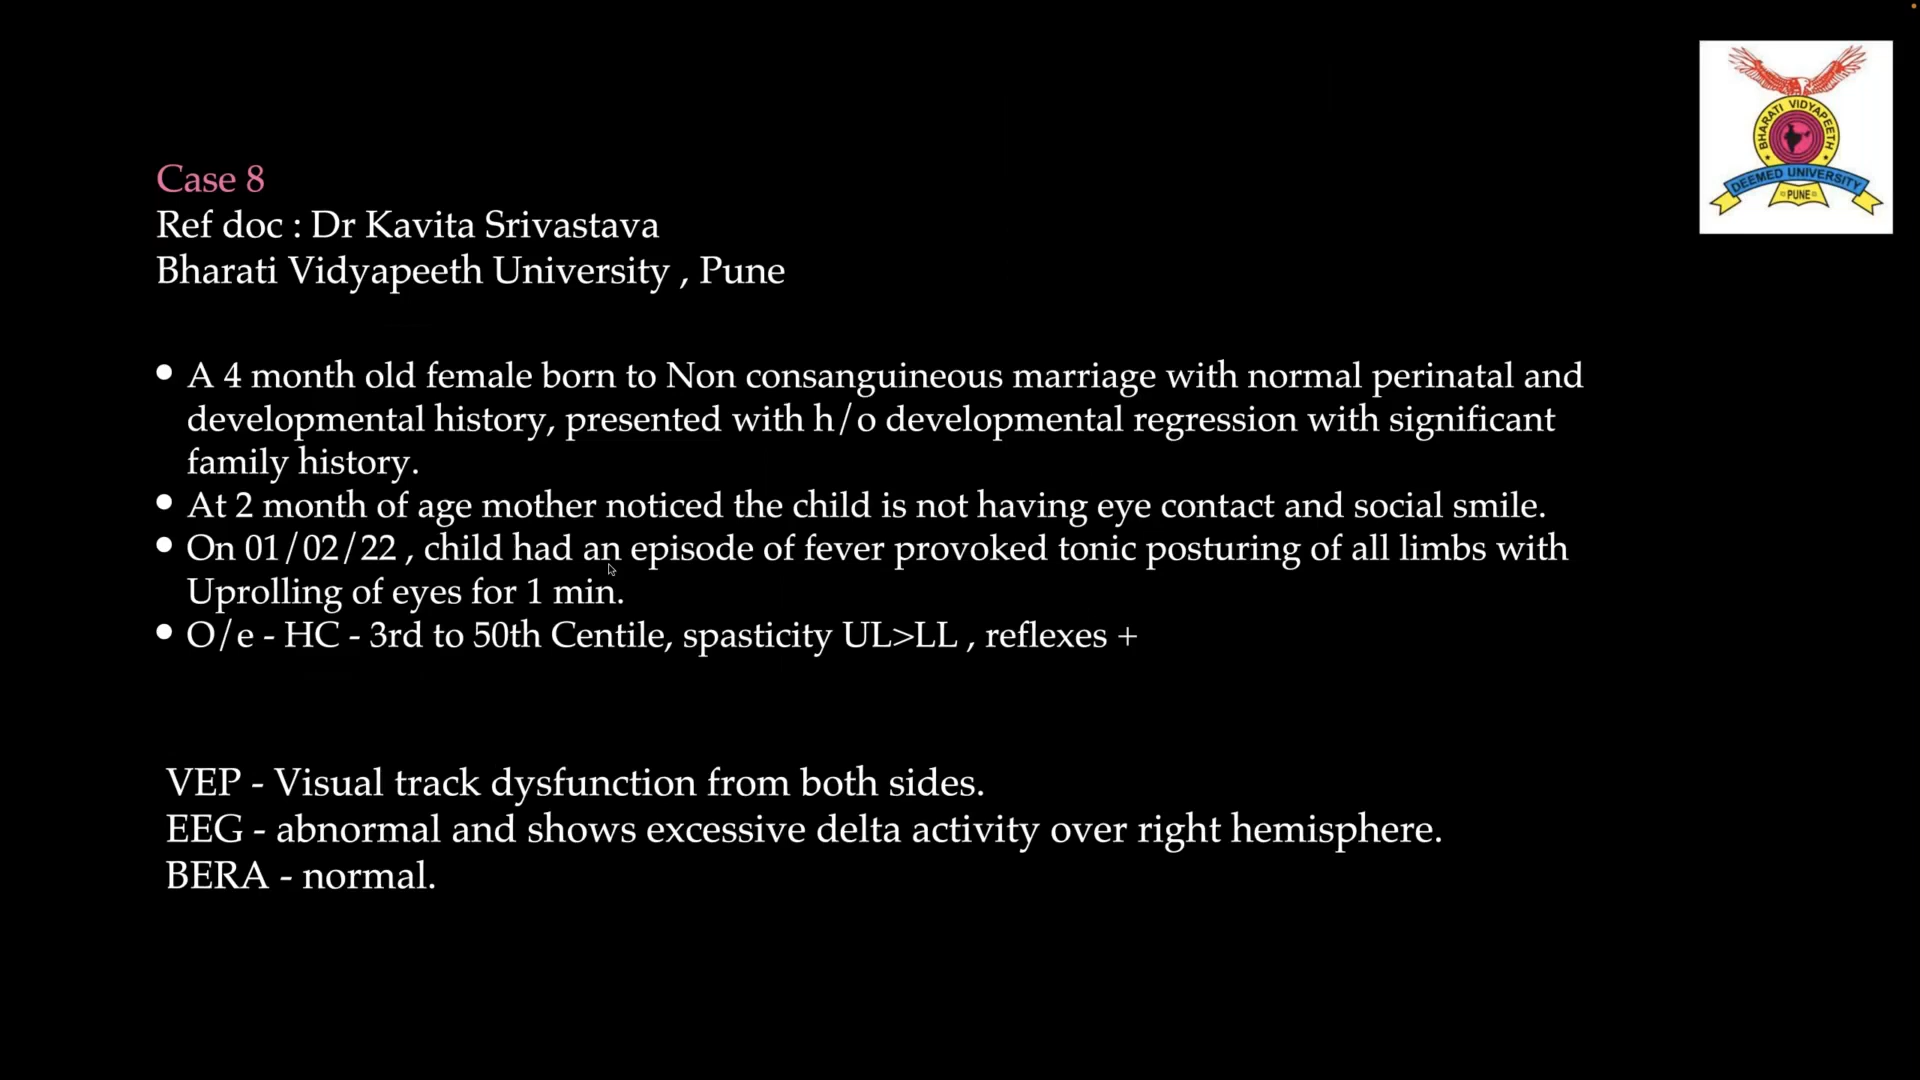 BHARATI VIDYAPEETH
DEEMED UNIVERSITY
PUNE
Case 8
Ref doc : Dr Kavita Srivastava
Bharati Vidyapeeth University , Pune
• A 4 month old female born to Non consanguineous marriage with normal perinatal and
developmental history, presented with h/o developmental regression with significant
family history.
• At 2 month of age mother noticed the child is not having eye contact and social smile.
• On 01/02/22 , child had an episode of fever provoked tonic posturing of all limbs with
Uprolling of eyes for 1 min.
• O/e - HC - 3rd to 50th Centile, spasticity UL>LL , reflexes +
VEP - Visual track dysfunction from both sides.
EEG - abnormal and shows excessive delta activity over right hemisphere.
BERA - normal.